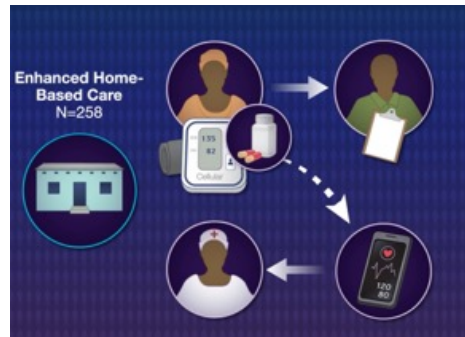 Enhanced Home-
Based Care
N=258
135
82
Cellular
120
80